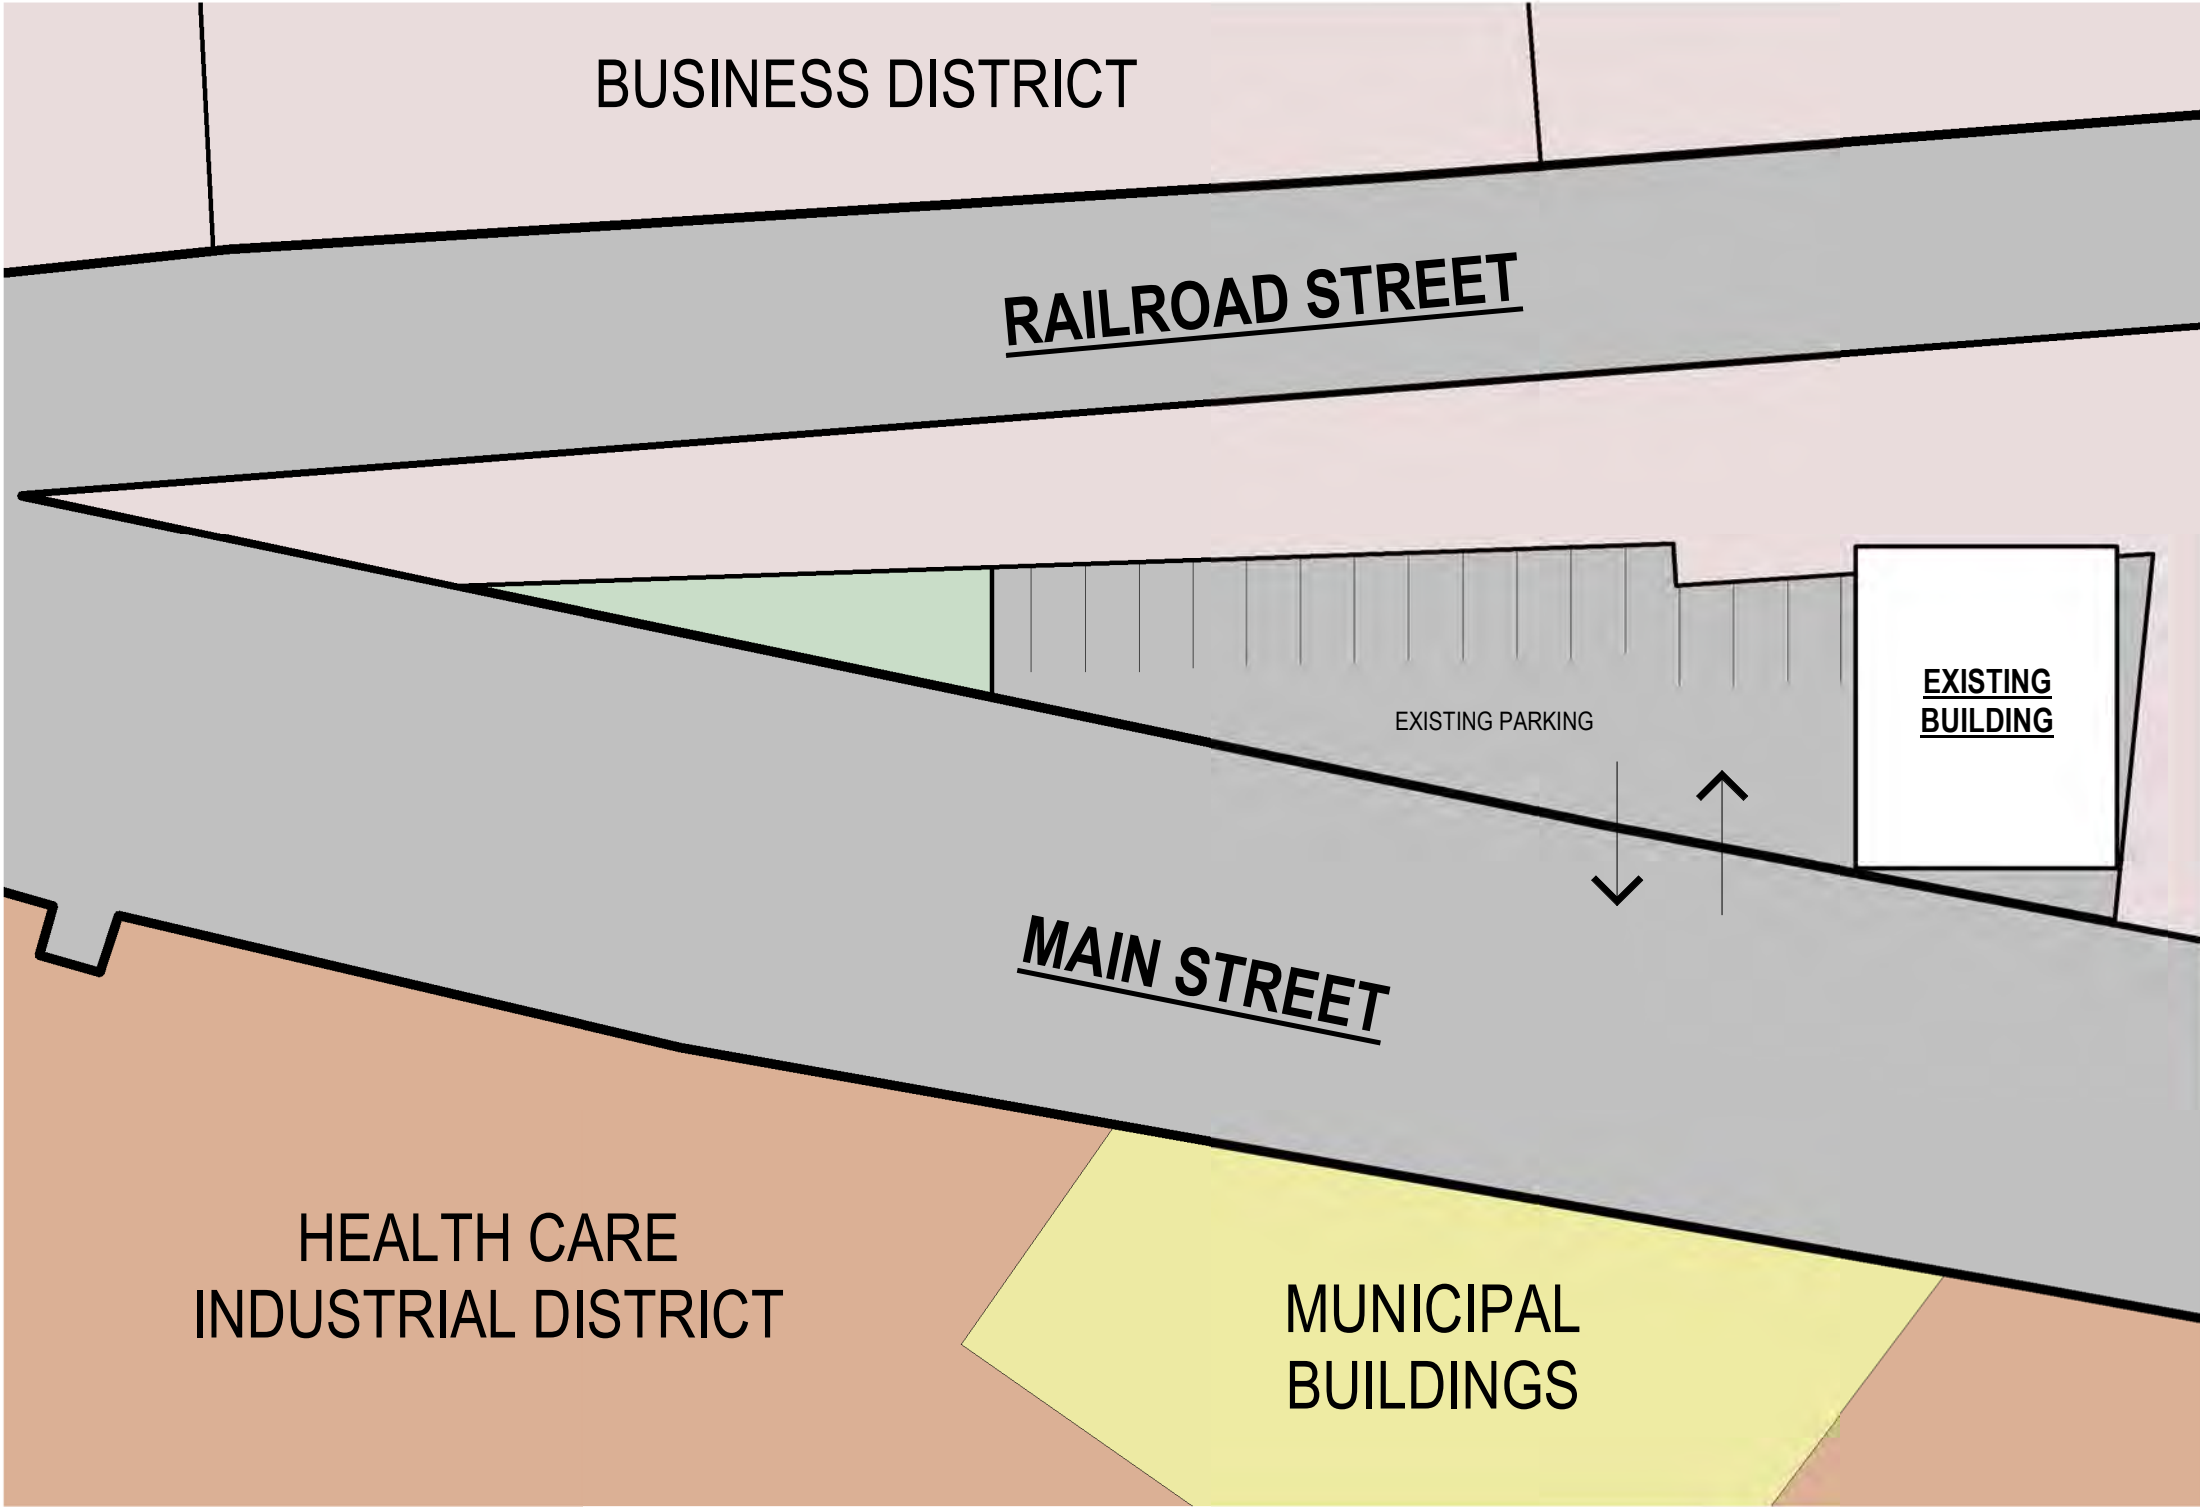 BUSINESS DISTRICT
RAILROAD STREET
EXISTING
BUILDING
EXISTING PARKING
MAIN STREET
HEALTH CARE
INDUSTRIAL DISTRICT
MUNICIPAL
BUILDINGS